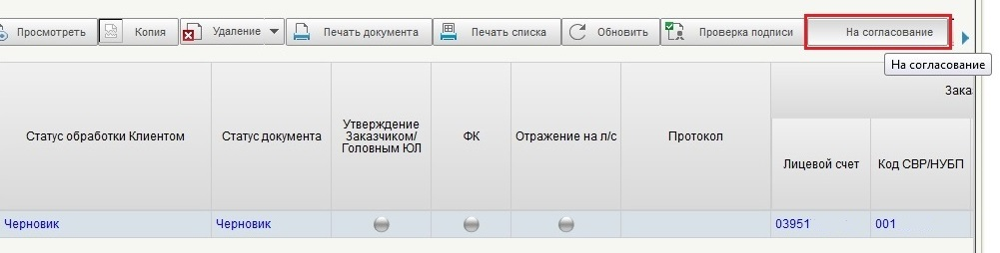 Просмотреть Копия Удаление Печать документа Печать списка Обновить Проверка подписи На согласование
На согласование
Зака
Статус обработки Клиентом Статус документа Утверждение Заказчиком/ Головным ЮЛ ФК Отражение на л/с Протокол
Лицевой счет Код СВР/НУБП
Черновик Черновик 03951 001